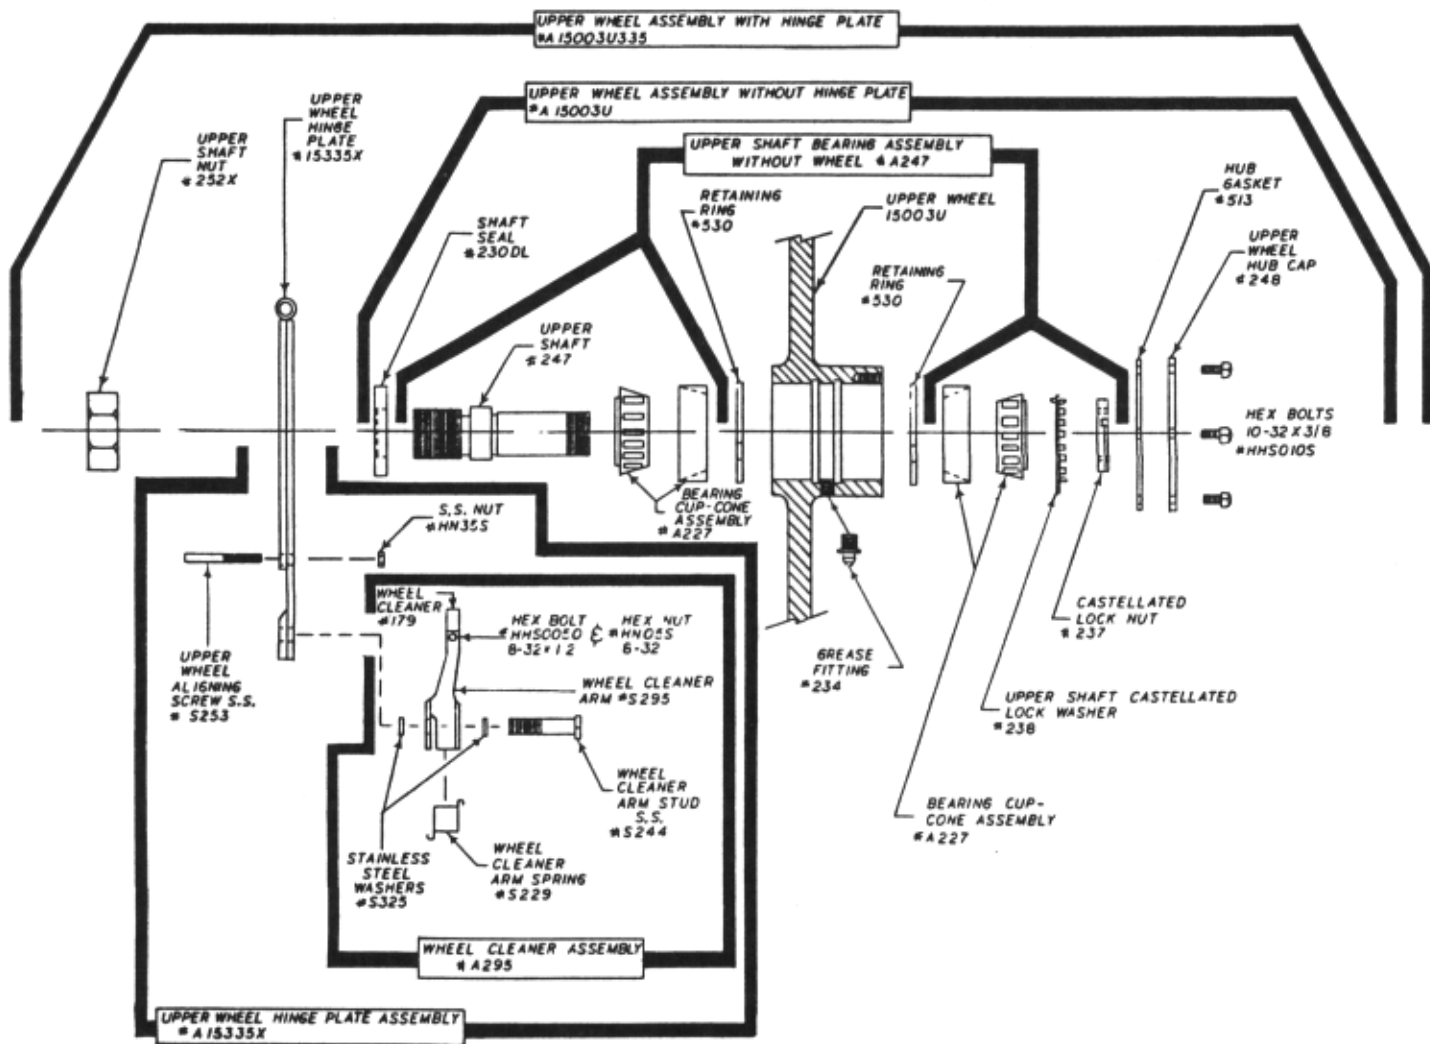 UPPER WHEEL ASSEMBLY WITH HINGE PLATE
#A15003U335
UPPER WHEEL ASSEMBLY WITHOUT HINGE PLATE
#A15003U
UPPER SHAFT BEARING ASSEMBLY
WITHOUT WHEEL #A247
UPPER
WHEEL
HINGE
PLATE
#15335X
UPPER
SHAFT
NUT
#252X
SHAFT
SEAL
#230DL
RETAINING
RING
#530
UPPER WHEEL
15003U
RETAINING
RING
#530
HUB
GASKET
#513
UPPER
WHEEL
HUB CAP
#248
UPPER
SHAFT
#247
HEX BOLTS
10-32 X 3/8
#HHS010S
BEARING
CUP-CONE
ASSEMBLY
#A227
S.S. NUT
#HN35S
UPPER
WHEEL
ALIGNING
SCREW S.S.
# S253
WHEEL
CLEANER
#179
HEX BOLT
#HHS0050
8-32×1 2
&
HEX NUT
#HN05S
6-32
WHEEL CLEANER
ARM #S295
GREASE
FITTING
#234
CASTELLATED
LOCK NUT
#237
UPPER SHAFT CASTELLATED
LOCK WASHER
#238
WHEEL
CLEANER
ARM STUD
S.S.
#S244
BEARING CUP-
CONE ASSEMBLY
#A227
STAINLESS
STEEL
WASHERS
#S325
WHEEL
CLEANER
ARM SPRING
#S229
WHEEL CLEANER ASSEMBLY
#A295
UPPER WHEEL HINGE PLATE ASSEMBLY
#A15335X